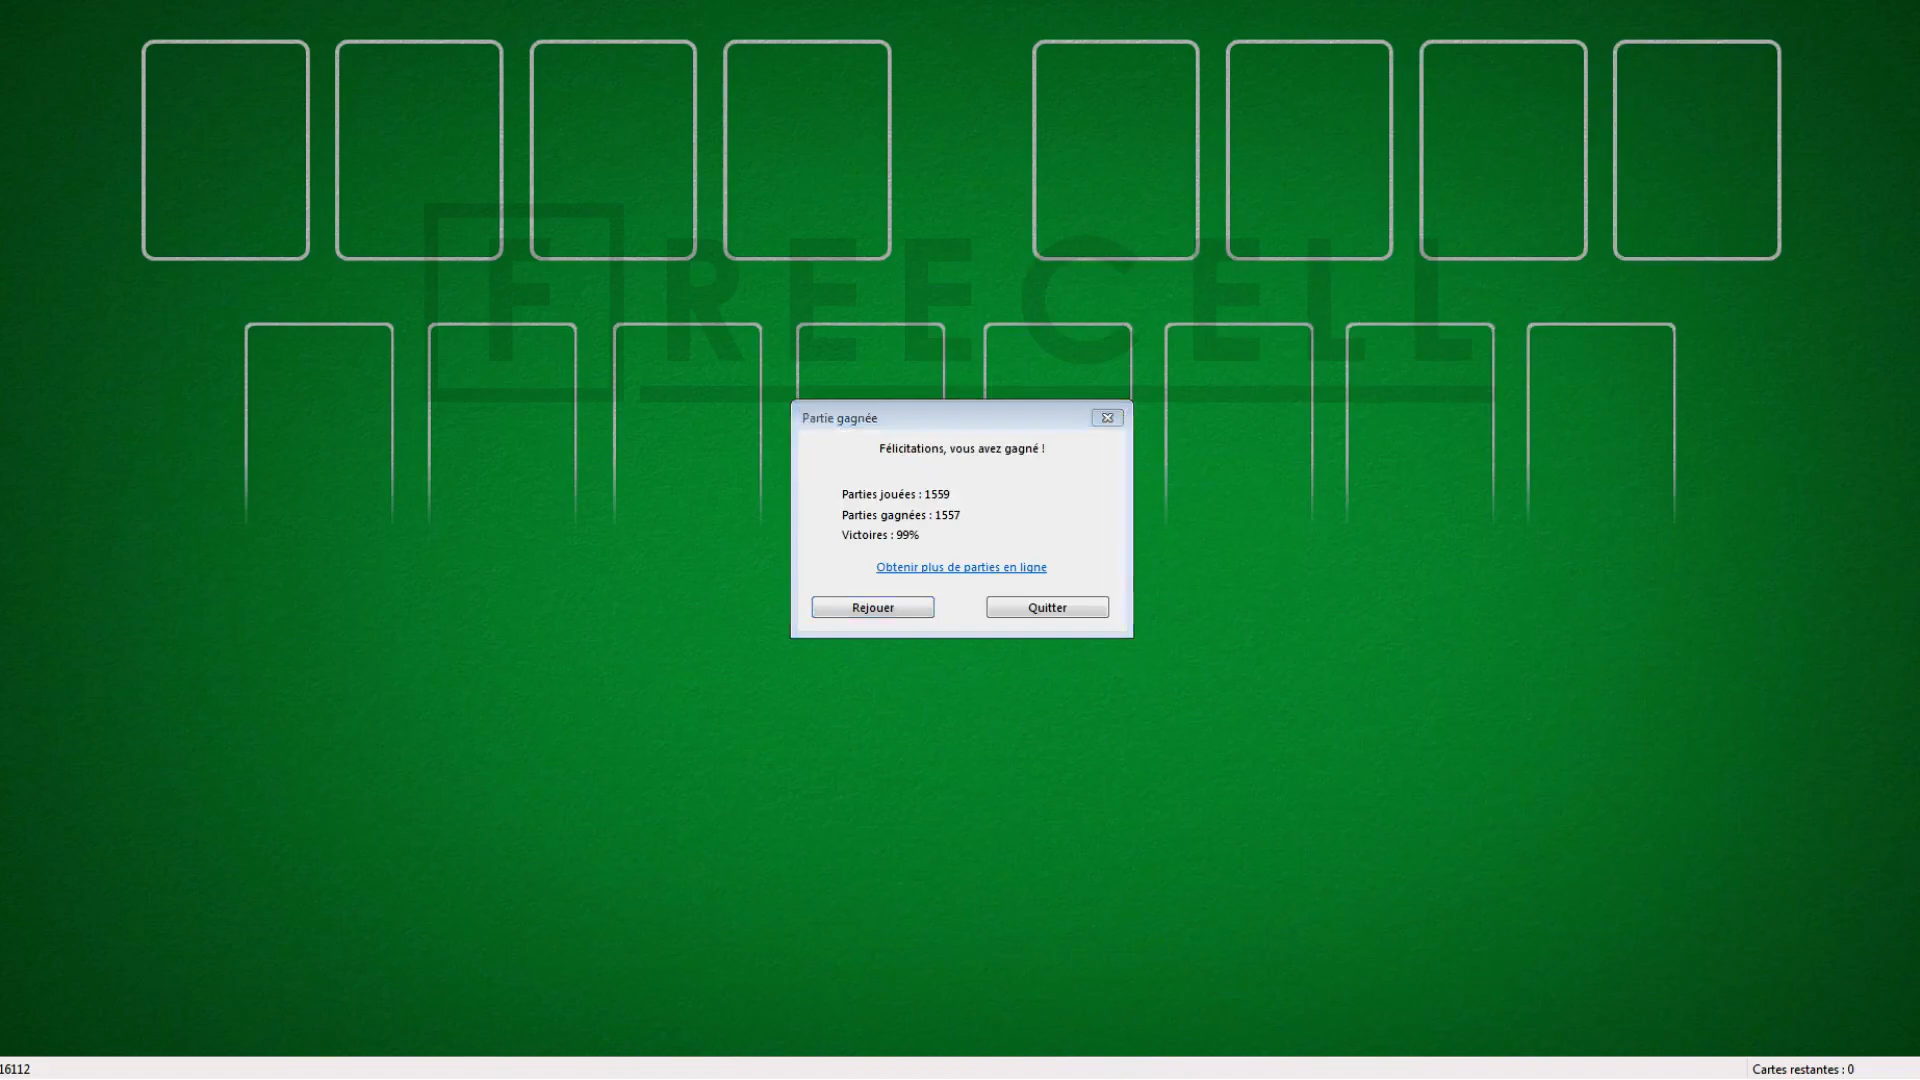 FREECELL
Partie gagnée
Félicitations, vous avez gagné !
Parties jouées : 1559
Parties gagnées : 1557
Victoires : 99%
Obtenir plus de parties en ligne
Rejouer
Quitter
16112
Cartes restantes : 0